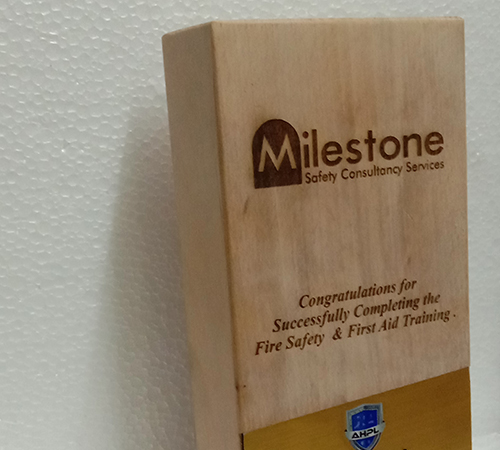 Milestone
Safety Consultancy Services
Congratulations for
Successfully Completing the
Fire Safety & First Aid Training .
AHPL